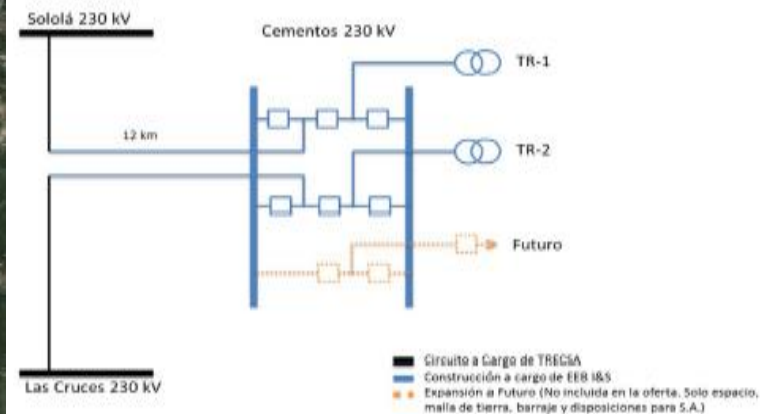 Sololá 230 kV
Cementos 230 kV
TR-1
12 km
TR-2
Futuro
Las Cruces 230 kV
Circuito a Cargo de TRECSA
Construcción a cargo de EEB I&S
Expansión a Futuro (No incluida en la oferta. Solo espacio,
malla de tierra, barraje y disposiciones para S.A.)